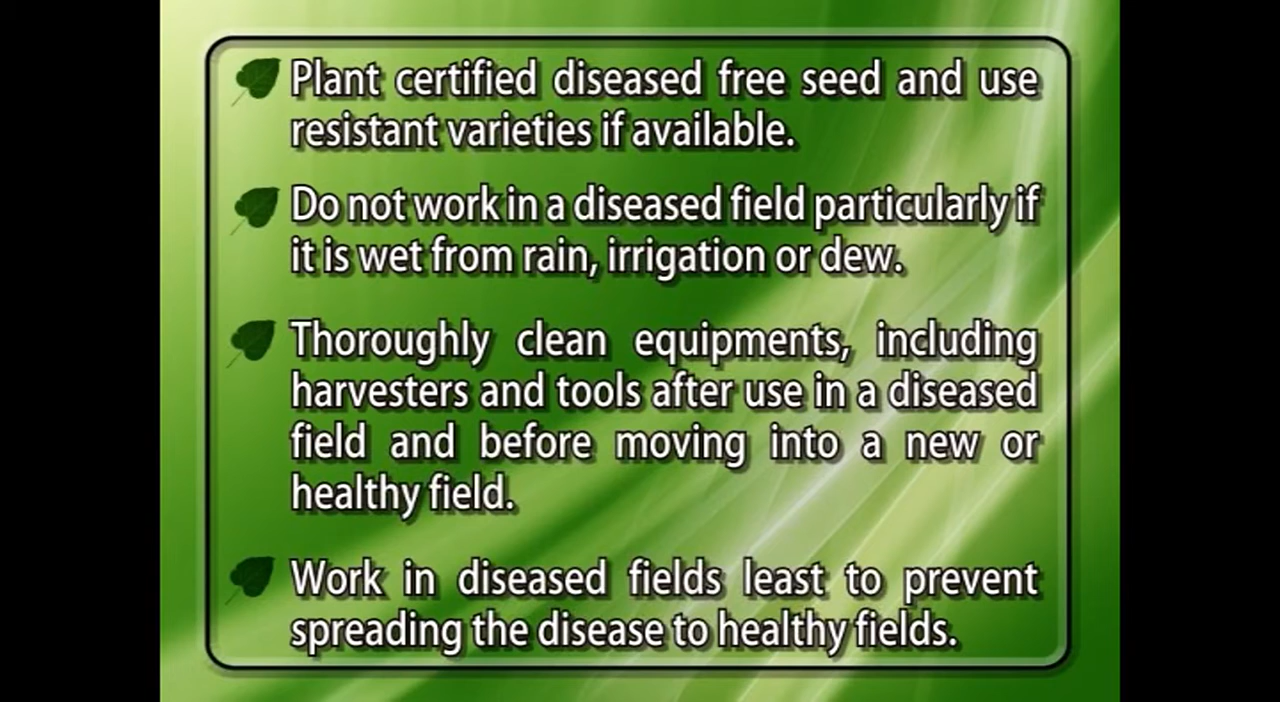 Plant certified diseased free seed and use
resistant varieties if available.
Do not work in a diseased field particularly if
it is wet from rain, irrigation or dew.
Thoroughly clean equipments, including
harvesters and tools after use in a diseased
field and before moving into a new or
healthy field.
Work in diseased fields least to prevent
spreading the disease to healthy fields.